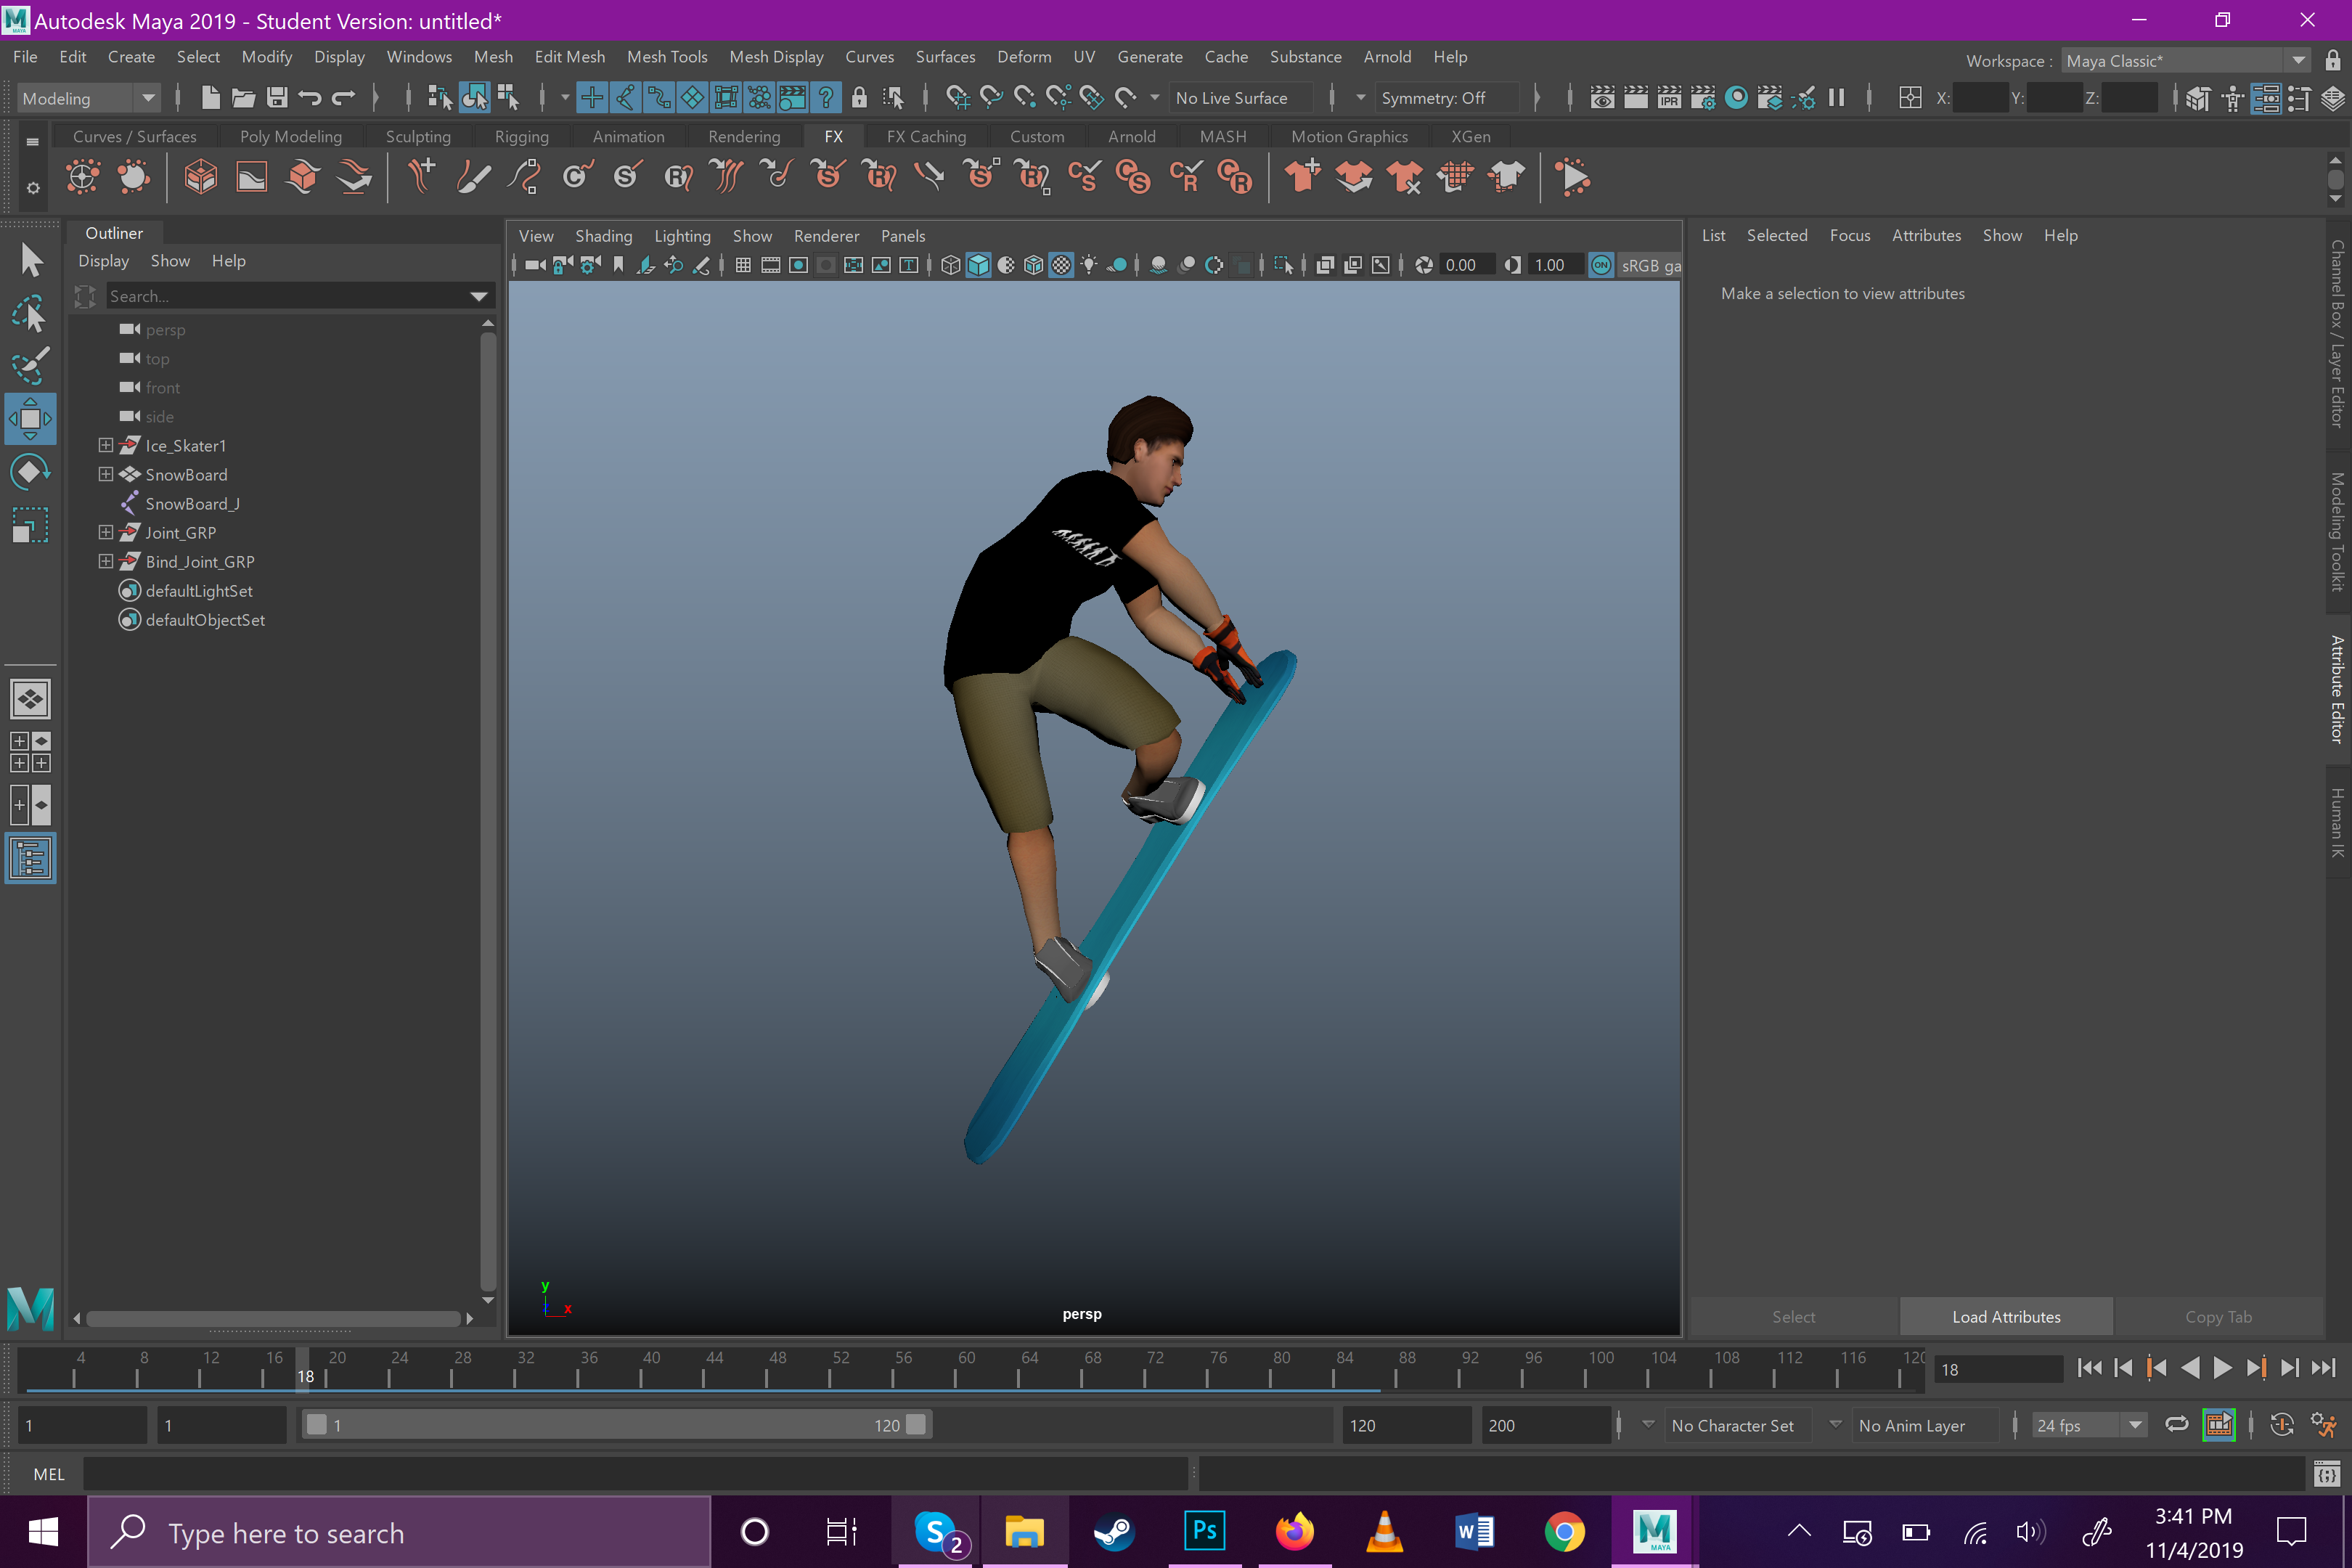 Autodesk Maya 2019 - Student Version: untitled*
File Edit Create Select Modify Display Windows Mesh Edit Mesh Mesh Tools Mesh Display Curves Surfaces Deform UV Generate Cache Substance Arnold Help
Workspace : Maya Classic*
Modeling
No Live Surface
Symmetry: Off
IPR
X: Y: Z:
Curves / Surfaces Poly Modeling Sculpting Rigging Animation Rendering FX FX Caching Custom Arnold MASH Motion Graphics XGen
Outliner
Display Show Help
Search...
persp
top
front
side
Ice_Skater1
SnowBoard
SnowBoard_J
Joint_GRP
Bind_Joint_GRP
defaultLightSet
defaultObjectSet
View Shading Lighting Show Renderer Panels
0.00 1.00 ON sRGB ga
y
x
persp
List Selected Focus Attributes Show Help
Make a selection to view attributes
Channel Box / Layer Editor
Modeling Toolkit
Attribute Editor
Human IK
Select Load Attributes Copy Tab
4 8 12 16 20 24 28 32 36 40 44 48 52 56 60 64 68 72 76 80 84 88 92 96 100 104 108 112 116 120
18
18
1 1 1 120 120 200 No Character Set No Anim Layer 24 fps
MEL
Type here to search
S 2
Ps
W
M
MAYA
3:41 PM
11/4/2019